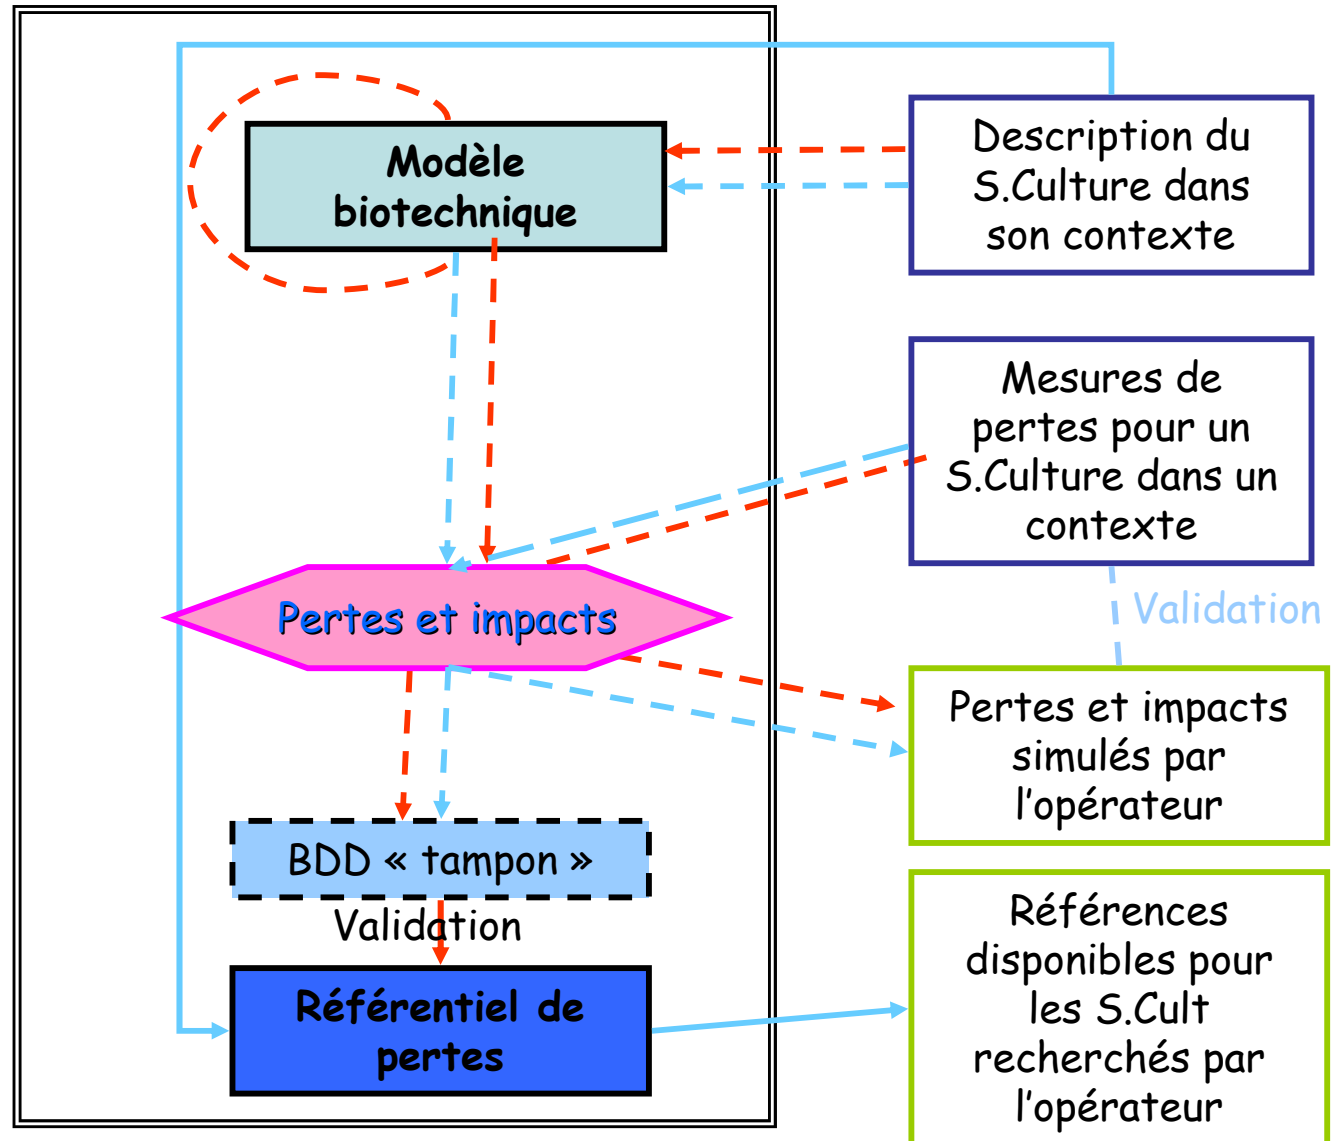 Modèle
biotechnique
Description du
S.Culture dans
son contexte
Mesures de
pertes pour un
S.Culture dans un
contexte
Pertes et impacts
Validation
Pertes et impacts
simulés par
l'opérateur
BDD « tampon »
Validation
Référentiel de
pertes
Références
disponibles pour
les S.Cult
recherchés par
l'opérateur